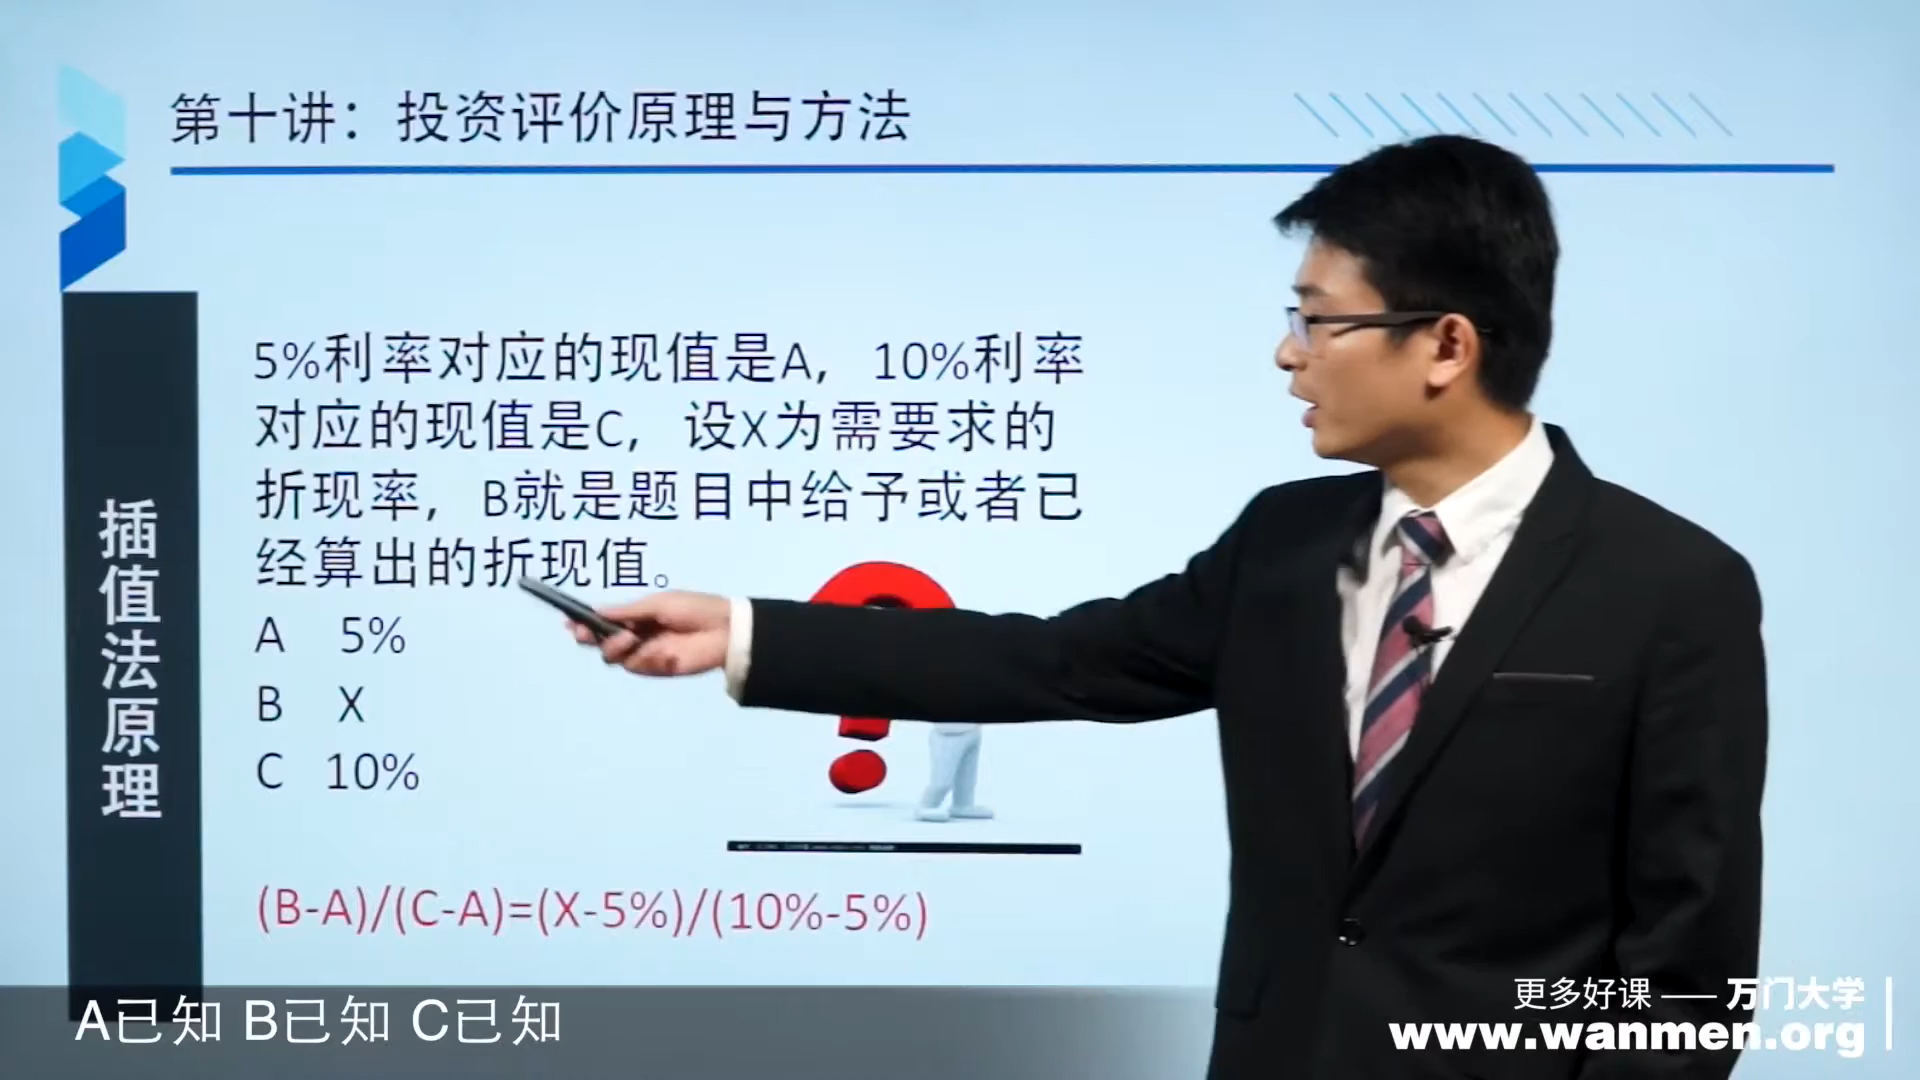 第十讲：投资评价原理与方法
插值法原理
5%利率对应的现值是A，10%利率
对应的现值是C，设X为需要求的
折现率，B就是题目中给予或者已
经算出的折现值。
A 5%
B X
C 10%
(B-A)/(C-A)=(X-5%)/(10%-5%)
A已知 B已知 C已知
更多好课 —— 万门大学
www.wanmen.org